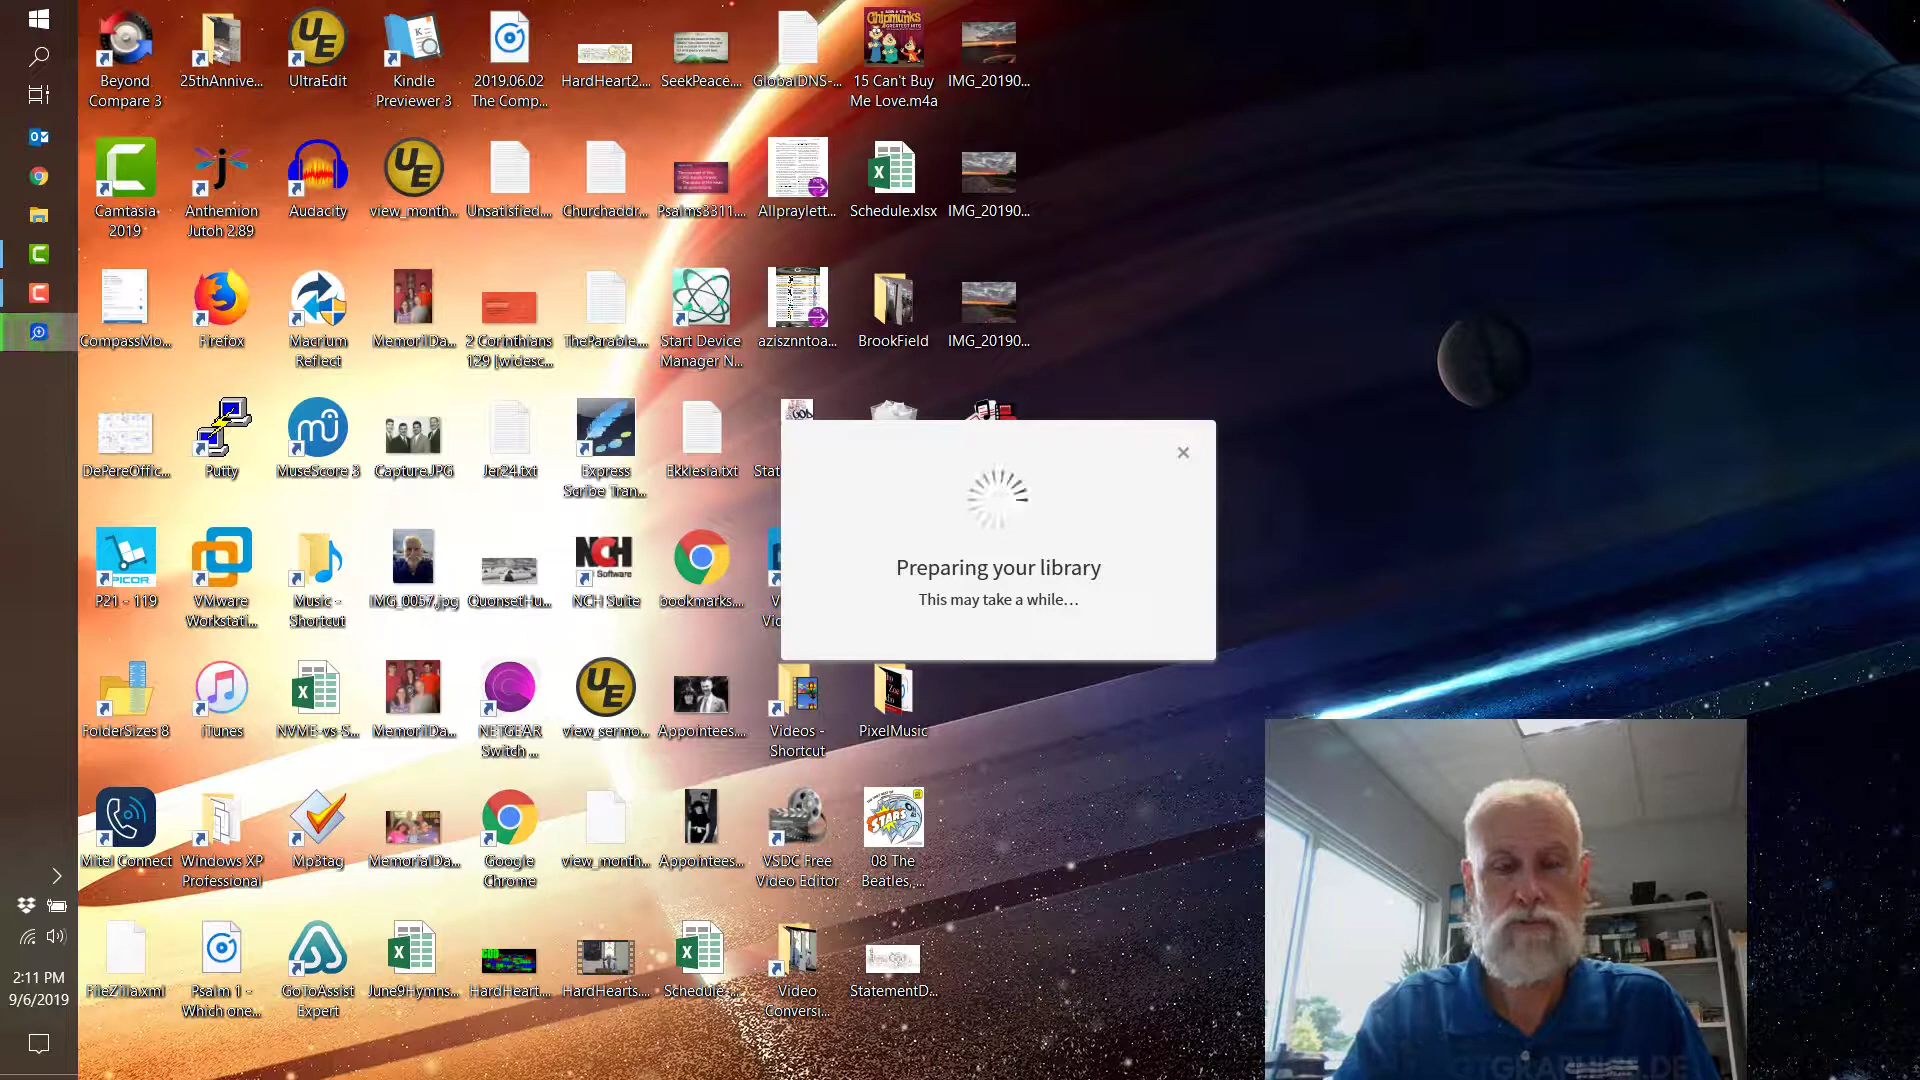 Beyond
Compare 3
25thAnnive...
UltraEdit
Kindle
Previewer 3
2019.06.02
The Comp...
HardHeart2....
SeekPeace....
GlobalDNS-...
15 Can't Buy
Me Love.m4a
IMG_20190...
Camtasia
2019
Anthemion
Jutoh 2.89
Audacity
view_month...
Unsatisfied....
Churchaddr...
Psalms3311....
Allpraylett...
Schedule.xlsx
IMG_20190...
CompassMo...
Firefox
Macrium
Reflect
MemorilDa...
2 Corinthians
129 [widesc...
TheParable....
Start Device
Manager N...
azisznntoa...
BrookField
IMG_20190...
DePereOffic...
Putty
MuseScore 3
Capture.JPG
Jer24.txt
Express
Scribe Tran...
Ekklesia.txt
Stat
Preparing your library
This may take a while...
P21 - 119
VMware
Workstati...
Music -
Shortcut
IMG_0057.jpg
QuonsetHu...
NCH Suite
bookmarks....
FolderSizes 8
iTunes
NVME-vs-S...
MemorilDa...
NETGEAR
Switch ...
view_sermo...
Appointees....
Videos -
Shortcut
PixelMusic
Mitel Connect
Windows XP
Professional
Mp3tag
MemorialDa...
Google
Chrome
view_month...
Appointees...
VSDC Free
Video Editor
08 The
Beatles, ...
FileZilla.xml
Psalm 1 -
Which one...
GoToAssist
Expert
June9Hymns...
HardHeart....
HardHearts....
Schedule-...
Video
Conversi...
StatementD...
2:11 PM
9/6/2019